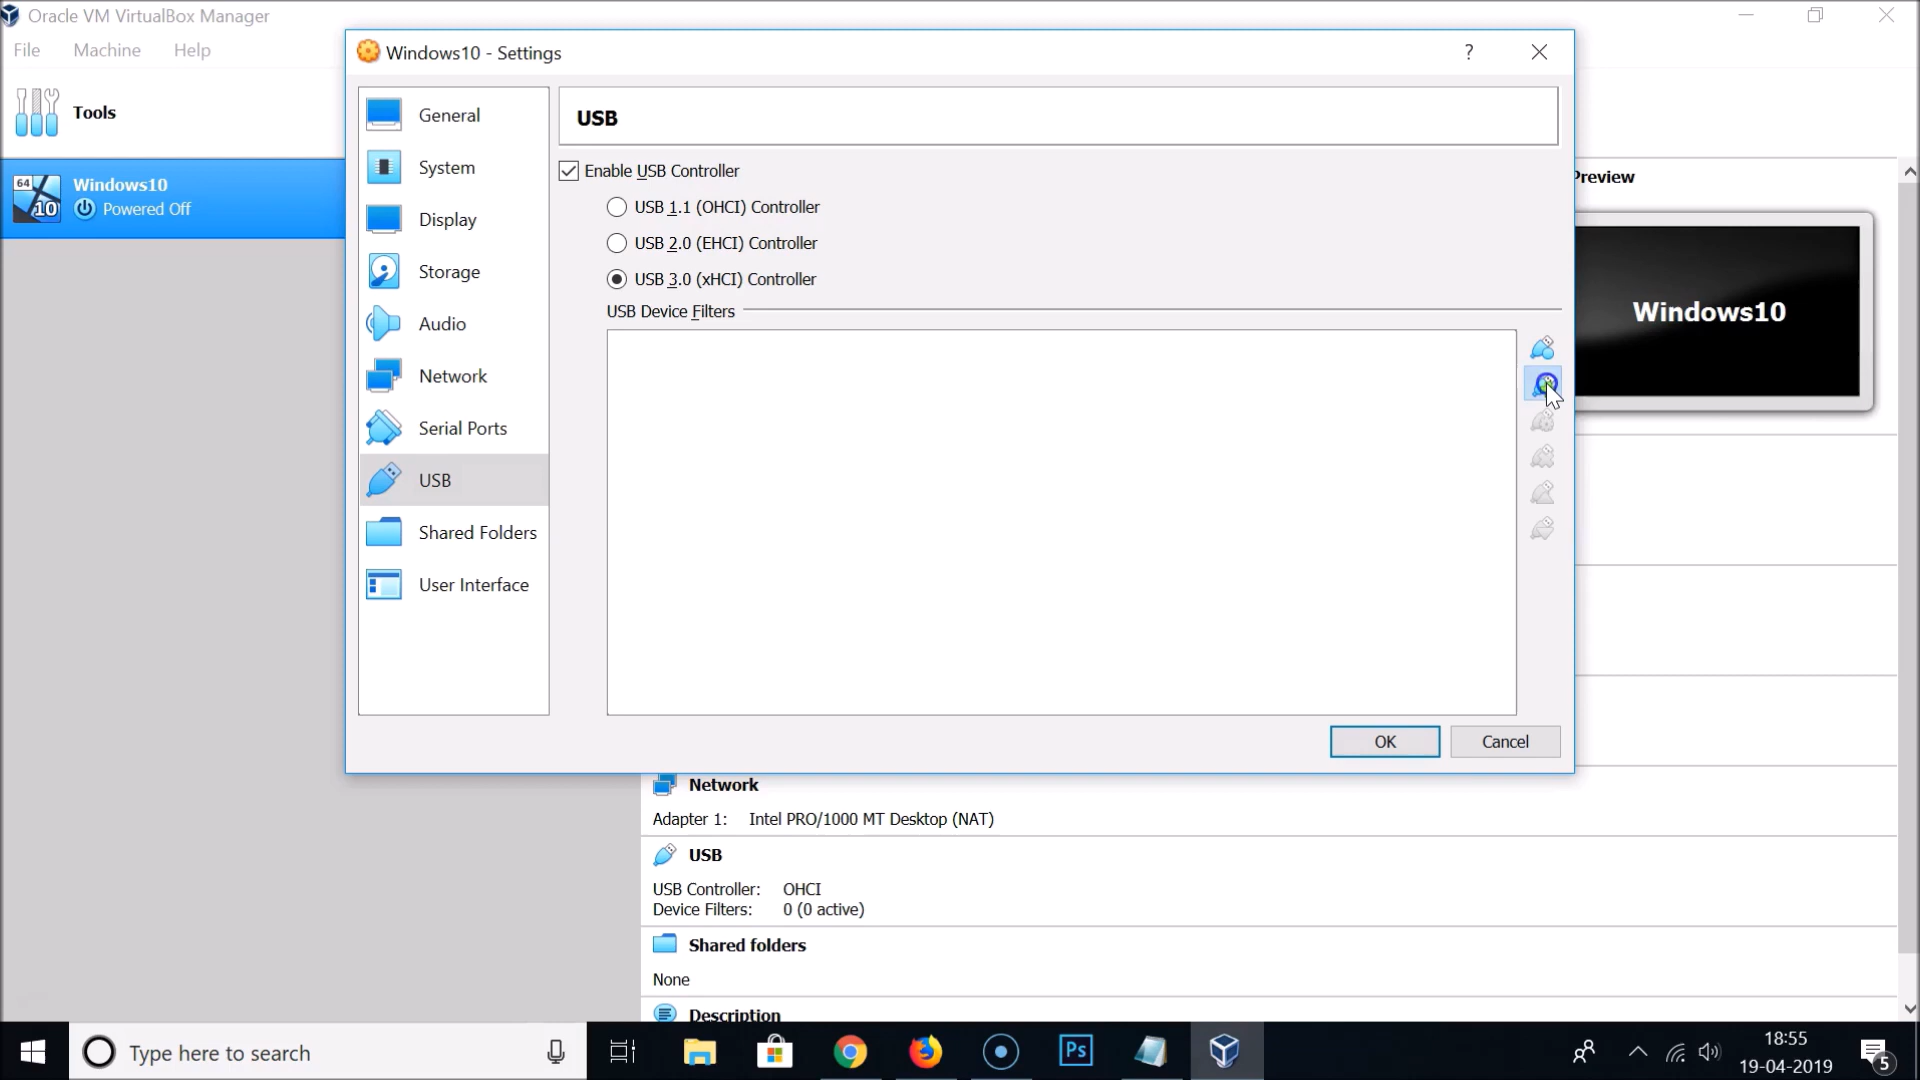 Oracle VM VirtualBox Manager
File Machine Help
Tools
64
10
Windows10
Powered Off
Windows10 - Settings
?
General
System
Display
Storage
Audio
Network
Serial Ports
USB
Shared Folders
User Interface
USB
Enable USB Controller
USB 1.1 (OHCI) Controller
USB 2.0 (EHCI) Controller
USB 3.0 (xHCI) Controller
USB Device Filters
OK Cancel
Preview
Windows10
Network
Adapter 1: Intel PRO/1000 MT Desktop (NAT)
USB
USB Controller: OHCI
Device Filters: 0 (0 active)
Shared folders
None
Description
Type here to search
Ps
18:55
19-04-2019
5